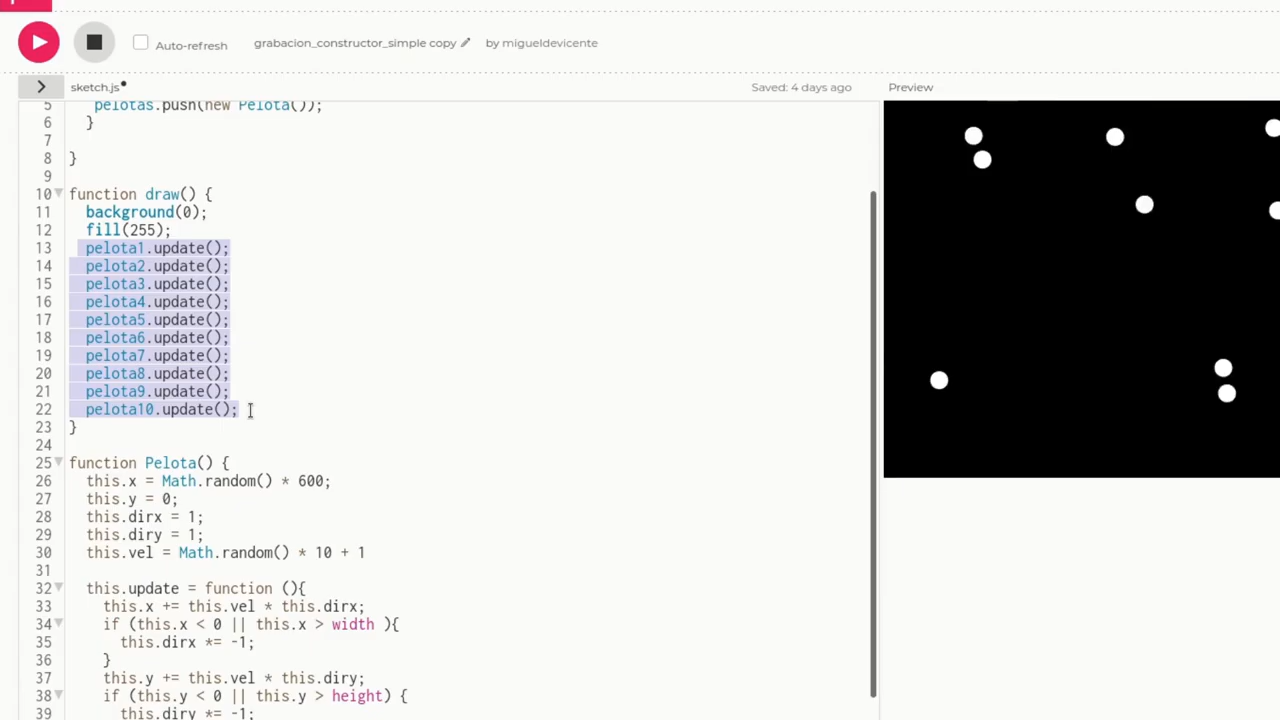 Auto-refresh
grabacion_constructor_simple copy
by migueldevicente
sketch.js
Saved: 4 days ago
Preview
5 pelotas.push(new Pelota());
6 }
7
8 }
9
10 function draw() {
11 background(0);
12 fill(255);
13 pelota1.update();
14 pelota2.update();
15 pelota3.update();
16 pelota4.update();
17 pelota5.update();
18 pelota6.update();
19 pelota7.update();
20 pelota8.update();
21 pelota9.update();
22 pelota10.update();
23 }
24
25 function Pelota() {
26 this.x = Math.random() * 600;
27 this.y = 0;
28 this.dirx = 1;
29 this.diry = 1;
30 this.vel = Math.random() * 10 + 1
31
32 this.update = function (){
33 this.x += this.vel * this.dirx;
34 if (this.x < 0 || this.x > width ){
35 this.dirx *= -1;
36 }
37 this.y += this.vel * this.diry;
38 if (this.y < 0 || this.y > height) {
39 this.diry *= -1;